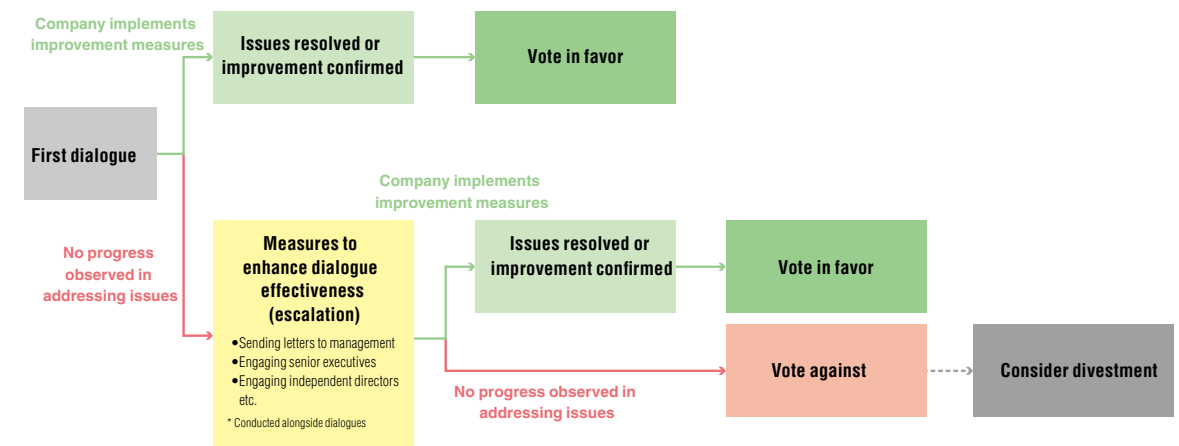 Company implements
improvement measures
Issues resolved or
improvement confirmed
Vote in favor
First dialogue
No progress
observed in
addressing issues
Measures to
enhance dialogue
effectiveness
(escalation)
•Sending letters to management
•Engaging senior executives
•Engaging independent directors
etc.
* Conducted alongside dialogues
Company implements
improvement measures
Issues resolved or
improvement confirmed
Vote in favor
No progress observed in
addressing issues
Vote against
Consider divestment